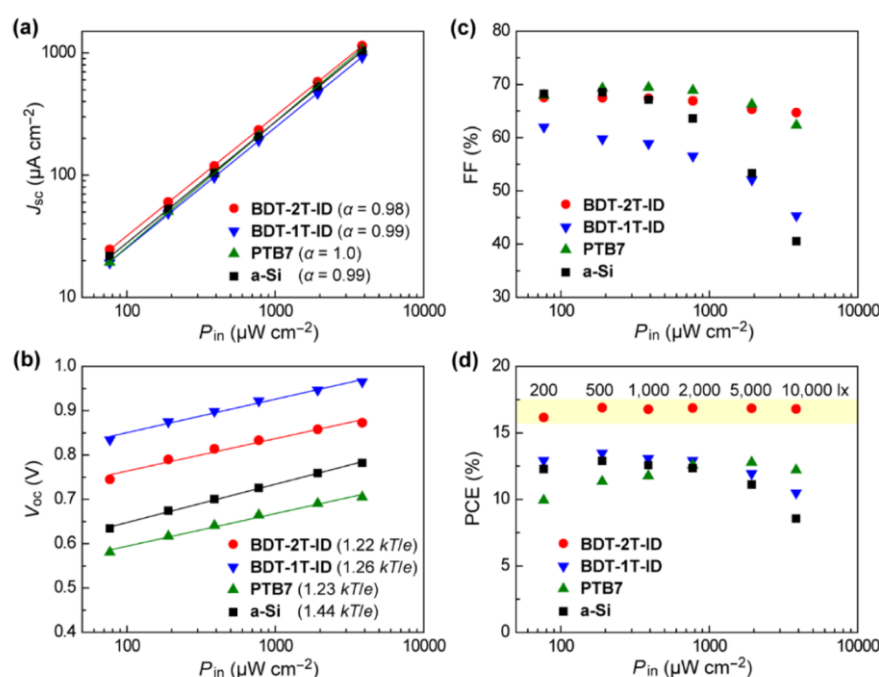 (a)
1000
100
10
Jsc (μA cm−2)
BDT-2T-ID (α = 0.98)
BDT-1T-ID (α = 0.99)
PTB7 (α = 1.0)
a-Si (α = 0.99)
100 1000 10000
Pin (μW cm−2)
(b)
1.0
0.9
0.8
0.7
0.6
0.5
0.4
Voc (V)
BDT-2T-ID (1.22 kT/e)
BDT-1T-ID (1.26 kT/e)
PTB7 (1.23 kT/e)
a-Si (1.44 kT/e)
100 1000 10000
Pin (μW cm−2)
(c)
80
70
60
50
40
30
FF (%)
BDT-2T-ID
BDT-1T-ID
PTB7
a-Si
100 1000 10000
Pin (μW cm−2)
(d)
20
15
10
5
0
PCE (%)
200 500 1,000 2,000 5,000 10,000 lx
BDT-2T-ID
BDT-1T-ID
PTB7
a-Si
100 1000 10000
Pin (μW cm−2)